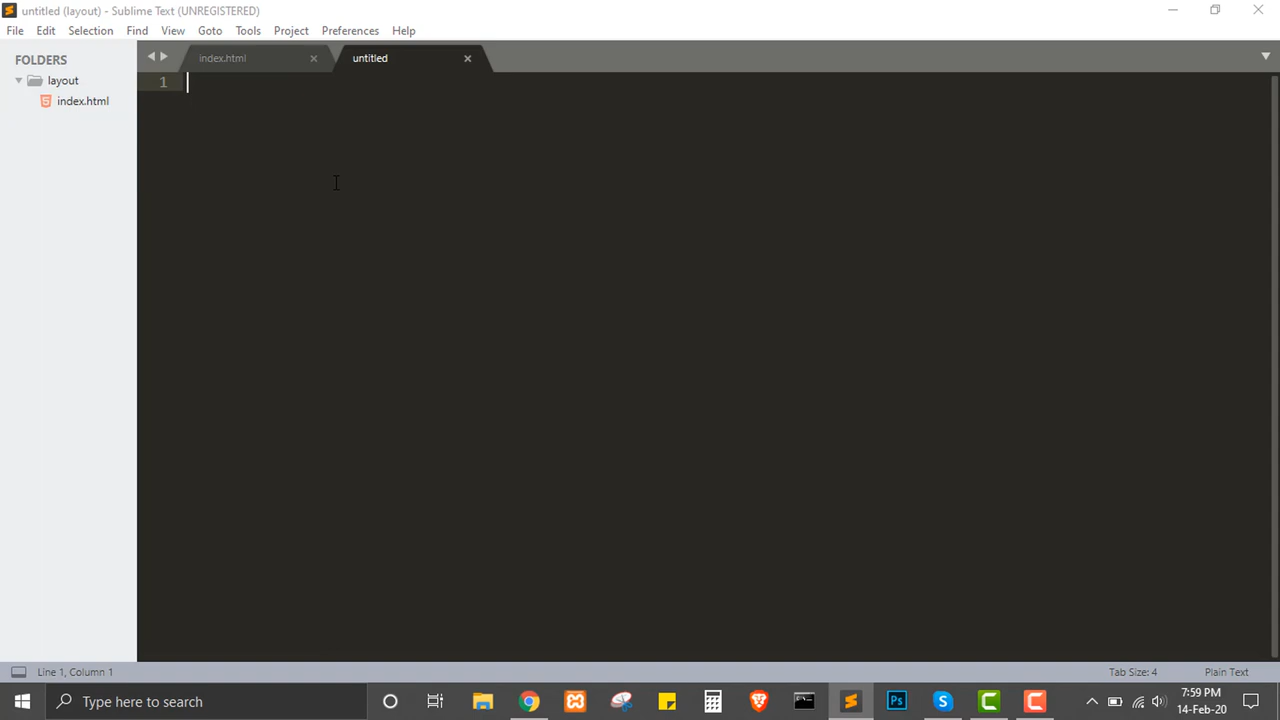 untitled (layout) - Sublime Text (UNREGISTERED)
File Edit Selection Find View Goto Tools Project Preferences Help
FOLDERS
layout
index.html
index.html untitled
1
Line 1, Column 1 Tab Size: 4 Plain Text
Type here to search
Ps
7:59 PM
14-Feb-20